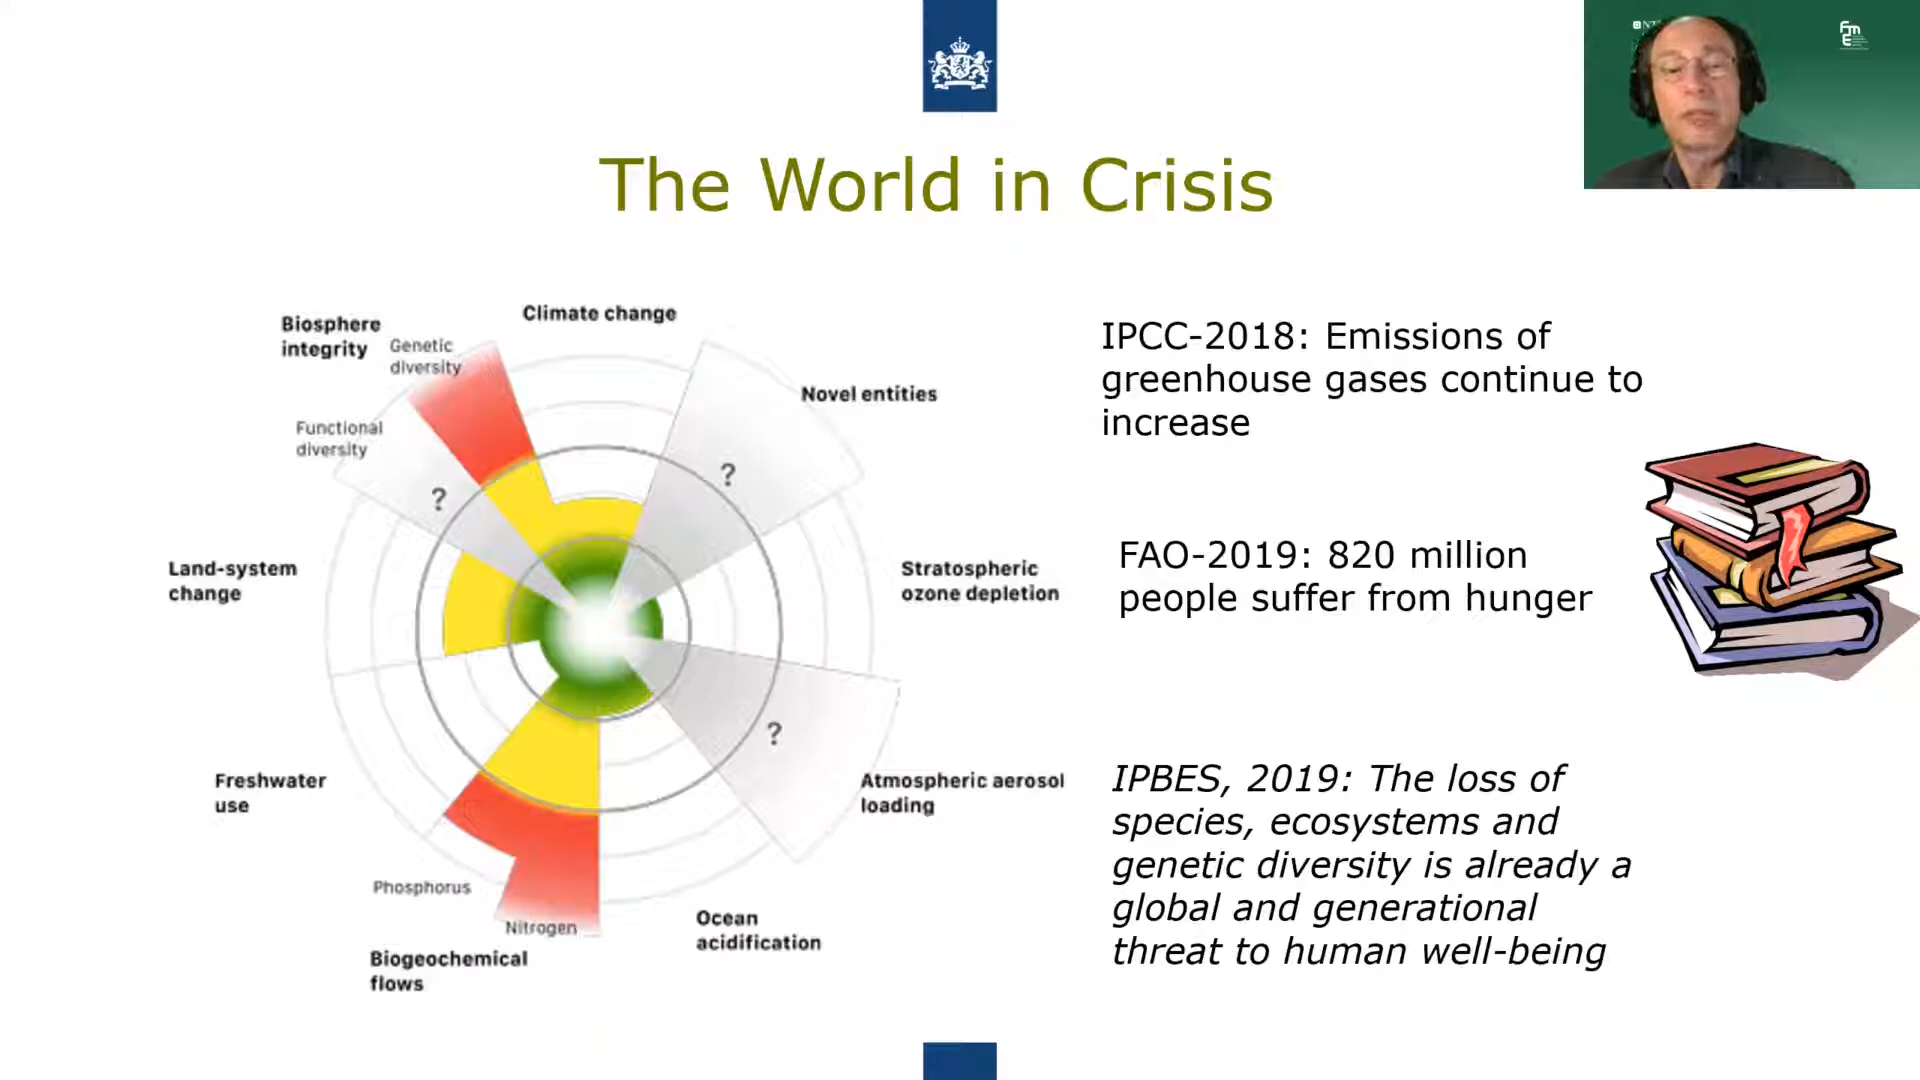 The World in Crisis
Climate change
Biosphere
integrity
Genetic
diversity
Functional
diversity
Novel entities
?
?
Land-system
change
Stratospheric
ozone depletion
?
Freshwater
use
Atmospheric aerosol
loading
Phosphorus
Nitrogen
Biogeochemical
flows
Ocean
acidification
IPCC-2018: Emissions of
greenhouse gases continue to
increase
FAO-2019: 820 million
people suffer from hunger
IPBES, 2019: The loss of
species, ecosystems and
genetic diversity is already a
global and generational
threat to human well-being